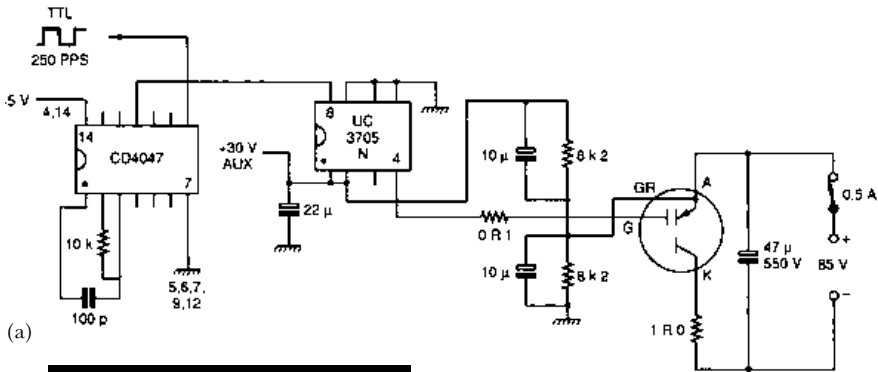 TTL
250 PPS
-5 V
4,14
14
CD4047
7
10 k
100 p
5,6,7,
9,12
+30 V
AUX
22 μ
8
UC
3705
N
4
10 μ
8 k 2
0 R 1
10 μ
8 k 2
GR
G
A
K
1 R 0
47 μ
550 V
0.5 A
+
85 V
–
(a)